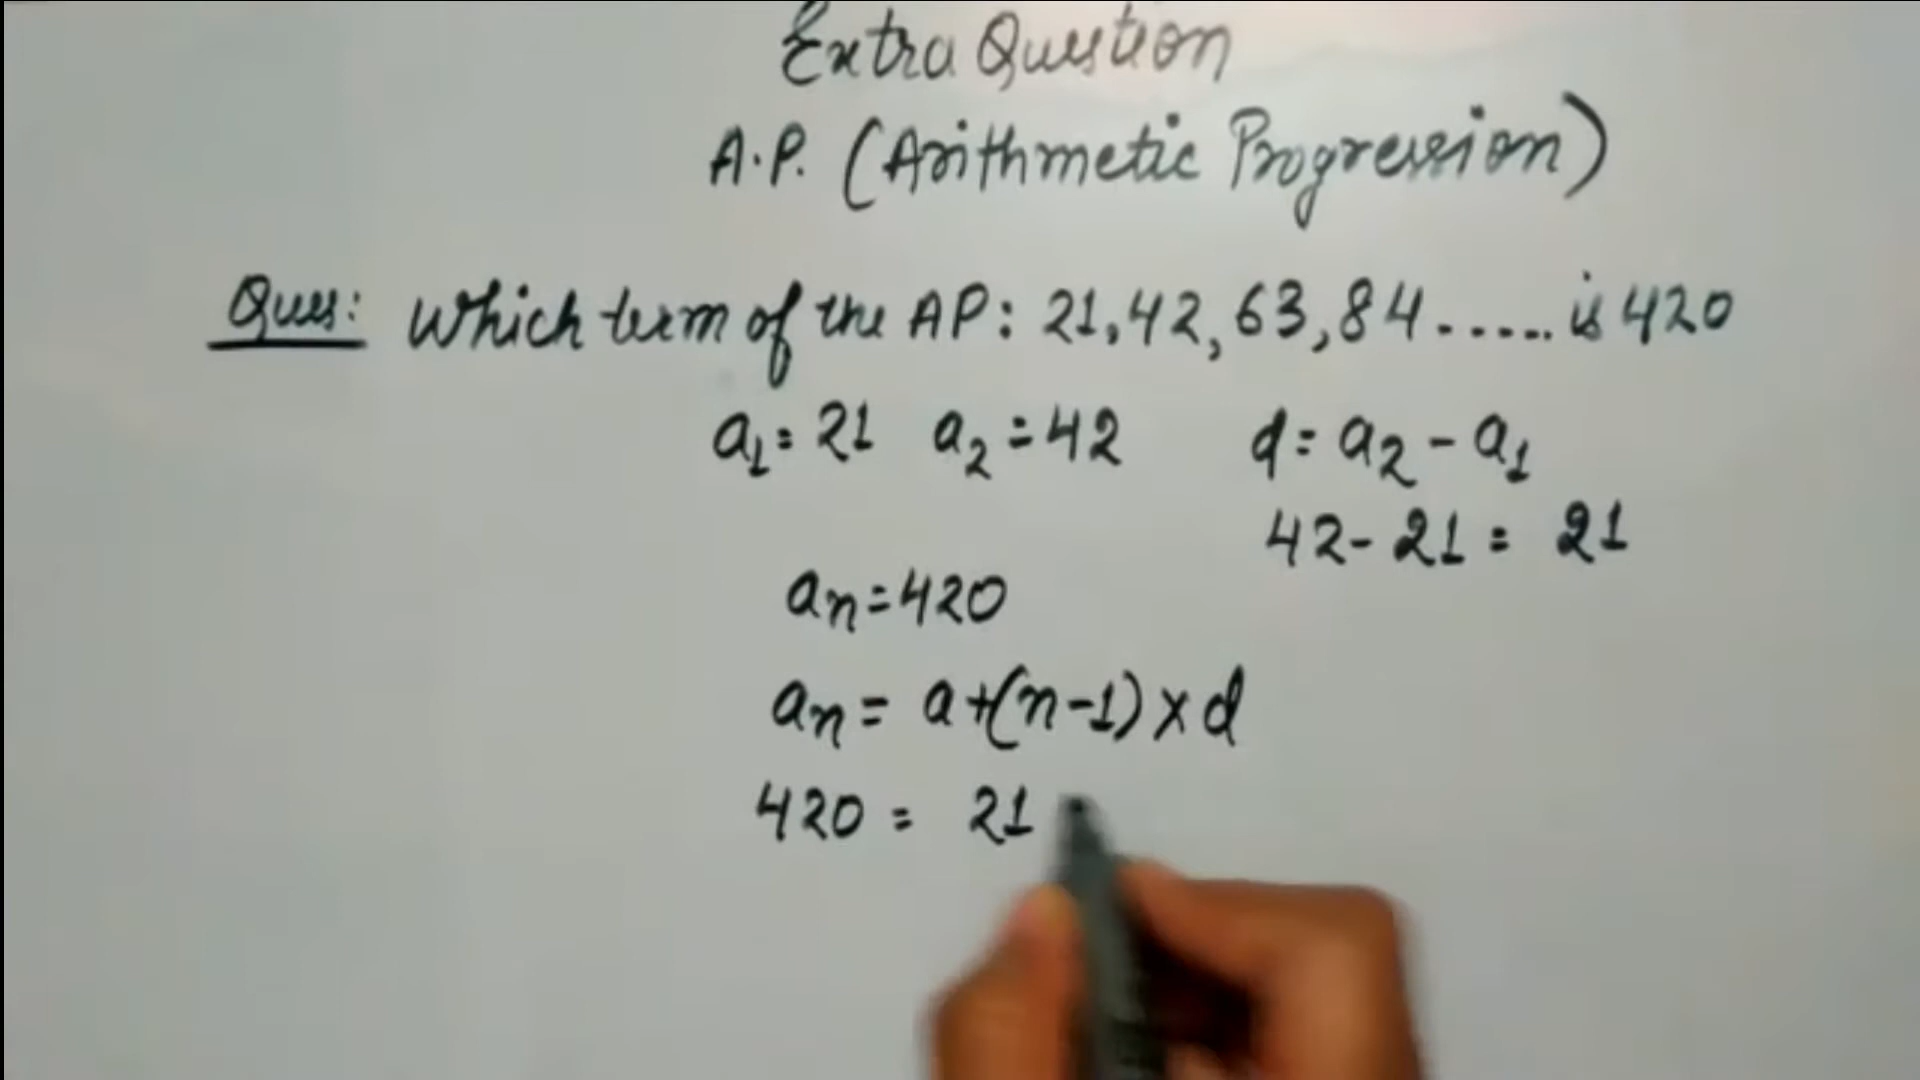 Extra Question
A.P. (Arithmetic Progression)
Ques: Which term of the AP: 21, 42, 63, 84...... is 420
a₁ = 21 a₂ = 42 d = a₂ - a₁
42 - 21 = 21
aₙ = 420
aₙ = a + (n-1) × d
420 = 21